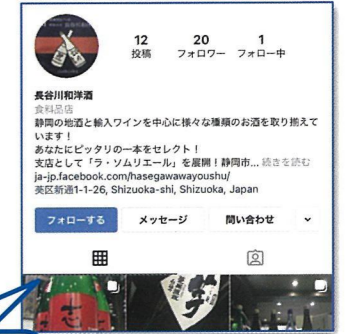 12 20 1
投稿 フォロワー フォロー中
長谷川和洋酒
食料品店
静岡の地酒と輸入ワインを中心に様々な種類のお酒を取り揃えて
います！
あなたにピッタリの一本をセレクト！
支店として「ラ・ソムリエール」を展開！静岡市... 続きを読む
ja-jp.facebook.com/hasegawawayoushu/
葵区新通1-1-26, Shizuoka-shi, Shizuoka, Japan
フォローする メッセージ 問い合わせ